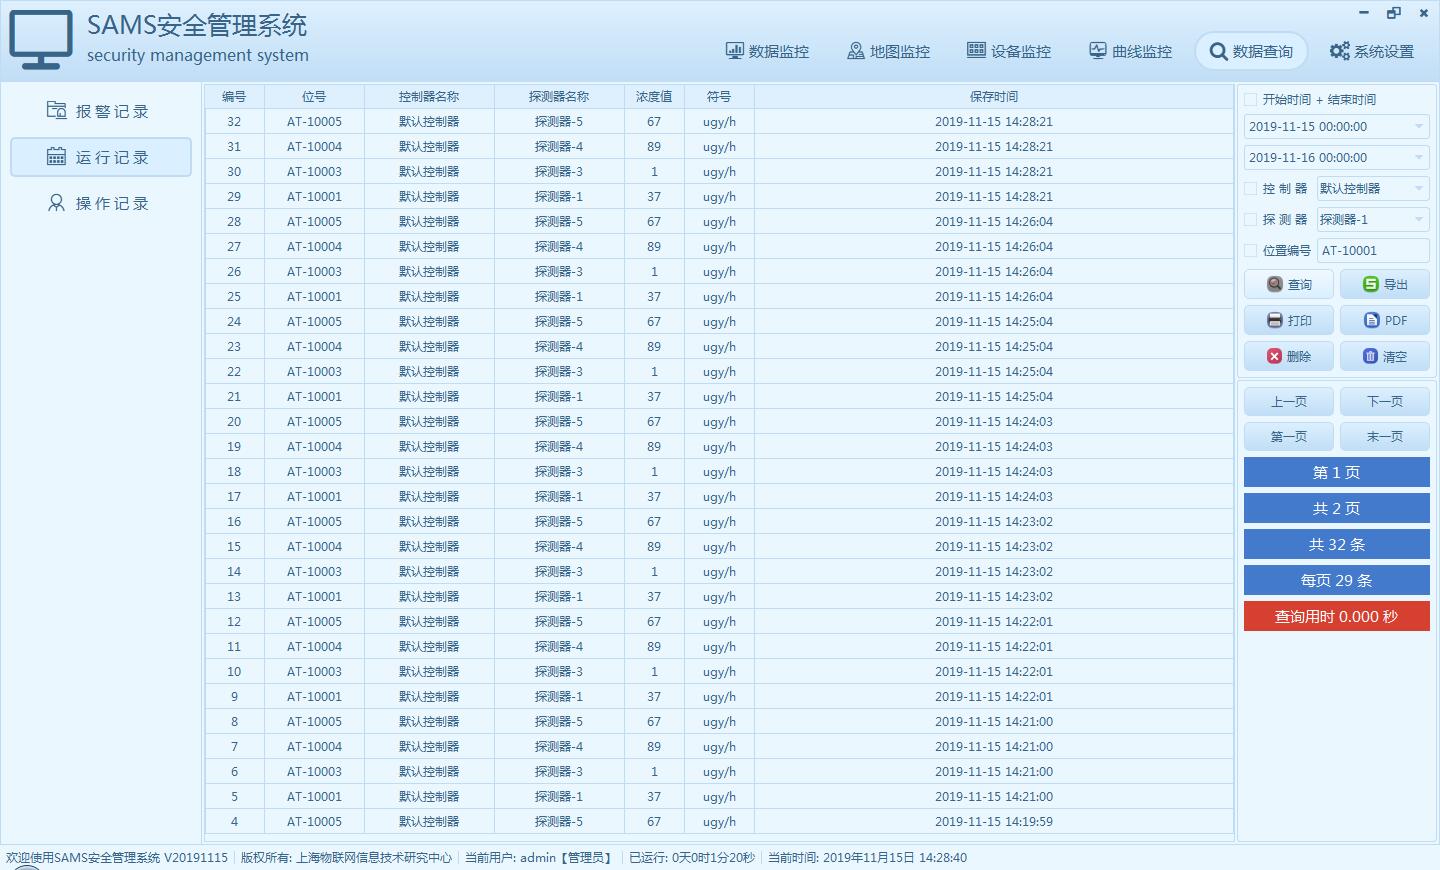 SAMS安全管理系统
security management system
数据监控 地图监控 设备监控 曲线监控 数据查询 系统设置
报警记录
运行记录
操作记录
编号 位号 控制器名称 探测器名称 浓度值 符号 保存时间
32 AT-10005 默认控制器 探测器-5 67 ugy/h 2019-11-15 14:28:21
31 AT-10004 默认控制器 探测器-4 89 ugy/h 2019-11-15 14:28:21
30 AT-10003 默认控制器 探测器-3 1 ugy/h 2019-11-15 14:28:21
29 AT-10001 默认控制器 探测器-1 37 ugy/h 2019-11-15 14:28:21
28 AT-10005 默认控制器 探测器-5 67 ugy/h 2019-11-15 14:26:04
27 AT-10004 默认控制器 探测器-4 89 ugy/h 2019-11-15 14:26:04
26 AT-10003 默认控制器 探测器-3 1 ugy/h 2019-11-15 14:26:04
25 AT-10001 默认控制器 探测器-1 37 ugy/h 2019-11-15 14:26:04
24 AT-10005 默认控制器 探测器-5 67 ugy/h 2019-11-15 14:25:04
23 AT-10004 默认控制器 探测器-4 89 ugy/h 2019-11-15 14:25:04
22 AT-10003 默认控制器 探测器-3 1 ugy/h 2019-11-15 14:25:04
21 AT-10001 默认控制器 探测器-1 37 ugy/h 2019-11-15 14:25:04
20 AT-10005 默认控制器 探测器-5 67 ugy/h 2019-11-15 14:24:03
19 AT-10004 默认控制器 探测器-4 89 ugy/h 2019-11-15 14:24:03
18 AT-10003 默认控制器 探测器-3 1 ugy/h 2019-11-15 14:24:03
17 AT-10001 默认控制器 探测器-1 37 ugy/h 2019-11-15 14:24:03
16 AT-10005 默认控制器 探测器-5 67 ugy/h 2019-11-15 14:23:02
15 AT-10004 默认控制器 探测器-4 89 ugy/h 2019-11-15 14:23:02
14 AT-10003 默认控制器 探测器-3 1 ugy/h 2019-11-15 14:23:02
13 AT-10001 默认控制器 探测器-1 37 ugy/h 2019-11-15 14:23:02
12 AT-10005 默认控制器 探测器-5 67 ugy/h 2019-11-15 14:22:01
11 AT-10004 默认控制器 探测器-4 89 ugy/h 2019-11-15 14:22:01
10 AT-10003 默认控制器 探测器-3 1 ugy/h 2019-11-15 14:22:01
9 AT-10001 默认控制器 探测器-1 37 ugy/h 2019-11-15 14:22:01
8 AT-10005 默认控制器 探测器-5 67 ugy/h 2019-11-15 14:21:00
7 AT-10004 默认控制器 探测器-4 89 ugy/h 2019-11-15 14:21:00
6 AT-10003 默认控制器 探测器-3 1 ugy/h 2019-11-15 14:21:00
5 AT-10001 默认控制器 探测器-1 37 ugy/h 2019-11-15 14:21:00
4 AT-10005 默认控制器 探测器-5 67 ugy/h 2019-11-15 14:19:59
开始时间 + 结束时间
2019-11-15 00:00:00
2019-11-16 00:00:00
控制器 默认控制器
探测器 探测器-1
位置编号 AT-10001
查询 导出
打印 PDF
删除 清空
上一页 下一页
第一页 末一页
第 1 页
共 2 页
共 32 条
每页 29 条
查询用时 0.000 秒
欢迎使用SAMS安全管理系统 V20191115 版权所有: 上海物联网信息技术研究中心 当前用户: admin【管理员】 已运行: 0天0时1分20秒 当前时间: 2019年11月15日 14:28:40